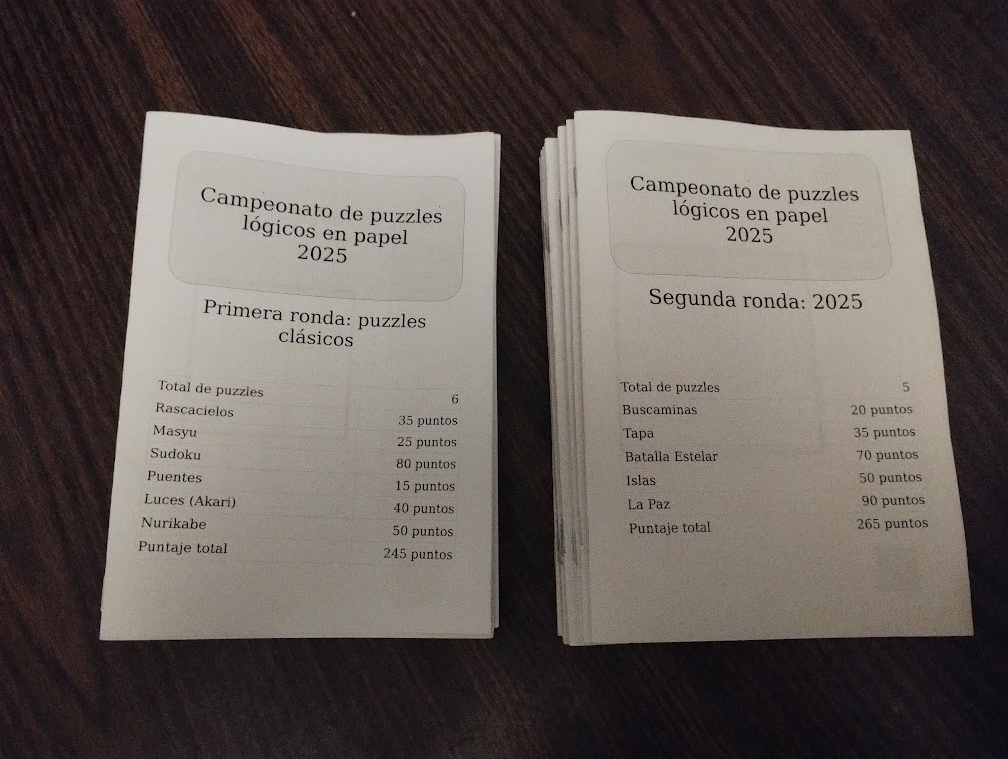 Campeonato de puzzles
lógicos en papel
2025
Primera ronda: puzzles
clásicos
Total de puzzles 6
Rascacielos 35 puntos
Masyu 25 puntos
Sudoku 80 puntos
Puentes 15 puntos
Luces (Akari) 40 puntos
Nurikabe 50 puntos
Puntaje total 245 puntos
Campeonato de puzzles
lógicos en papel
2025
Segunda ronda: 2025
Total de puzzles 5
Buscaminas 20 puntos
Tapa 35 puntos
Batalla Estelar 70 puntos
Islas 50 puntos
La Paz 90 puntos
Puntaje total 265 puntos